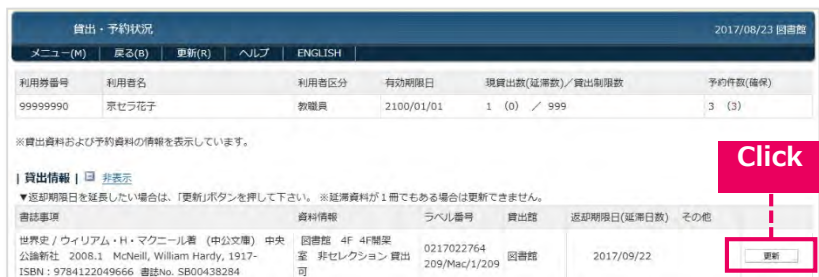 貸出・予約状況 2017/08/23 図書館
メニュー(M) 戻る(B) 更新(R) ヘルプ ENGLISH
利用券番号 利用者名 利用者区分 有効期限日 現貸出数(延滞数)／貸出制限数 予約件数(確保)
99999990 京セラ花子 教職員 2100/01/01 1 (0) ／ 999 3 (3)
※貸出資料および予約資料の情報を表示しています。
Click
| 貸出情報 | 非表示
▼返却期限日を延長したい場合は、「更新」ボタンを押して下さい。 ※延滞資料が１冊でもある場合は更新できません。
書誌事項 資料情報 ラベル番号 貸出館 返却期限日(延滞日数) その他
世界史 / ウィリアム・H・マクニール著 (中公文庫) 中央 図書館 4F 4F開架
公論新社 2008.1 McNeill, William Hardy, 1917- 室 非セレクション 貸出 0217022764 図書館 2017/09/22 更新
ISBN : 9784122049666 書誌No. SB00438284 可 209/Mac/1/209